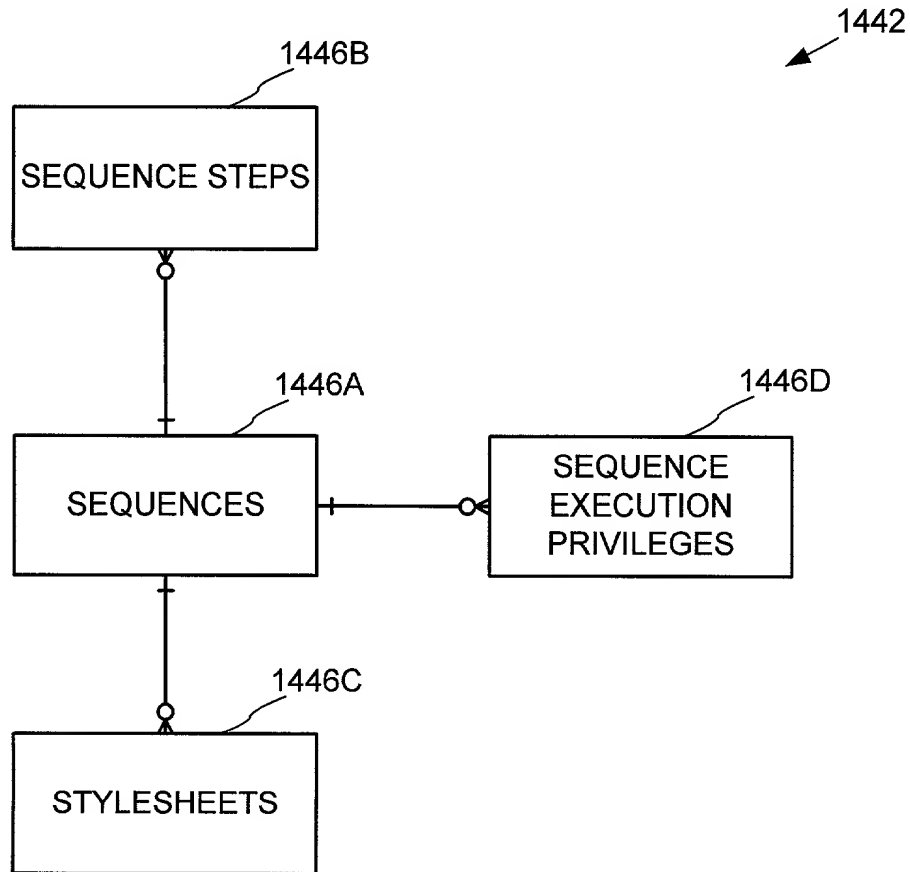 1442
1446B
SEQUENCE STEPS
1446A
1446D
SEQUENCES
SEQUENCE
EXECUTION
PRIVILEGES
1446C
STYLESHEETS